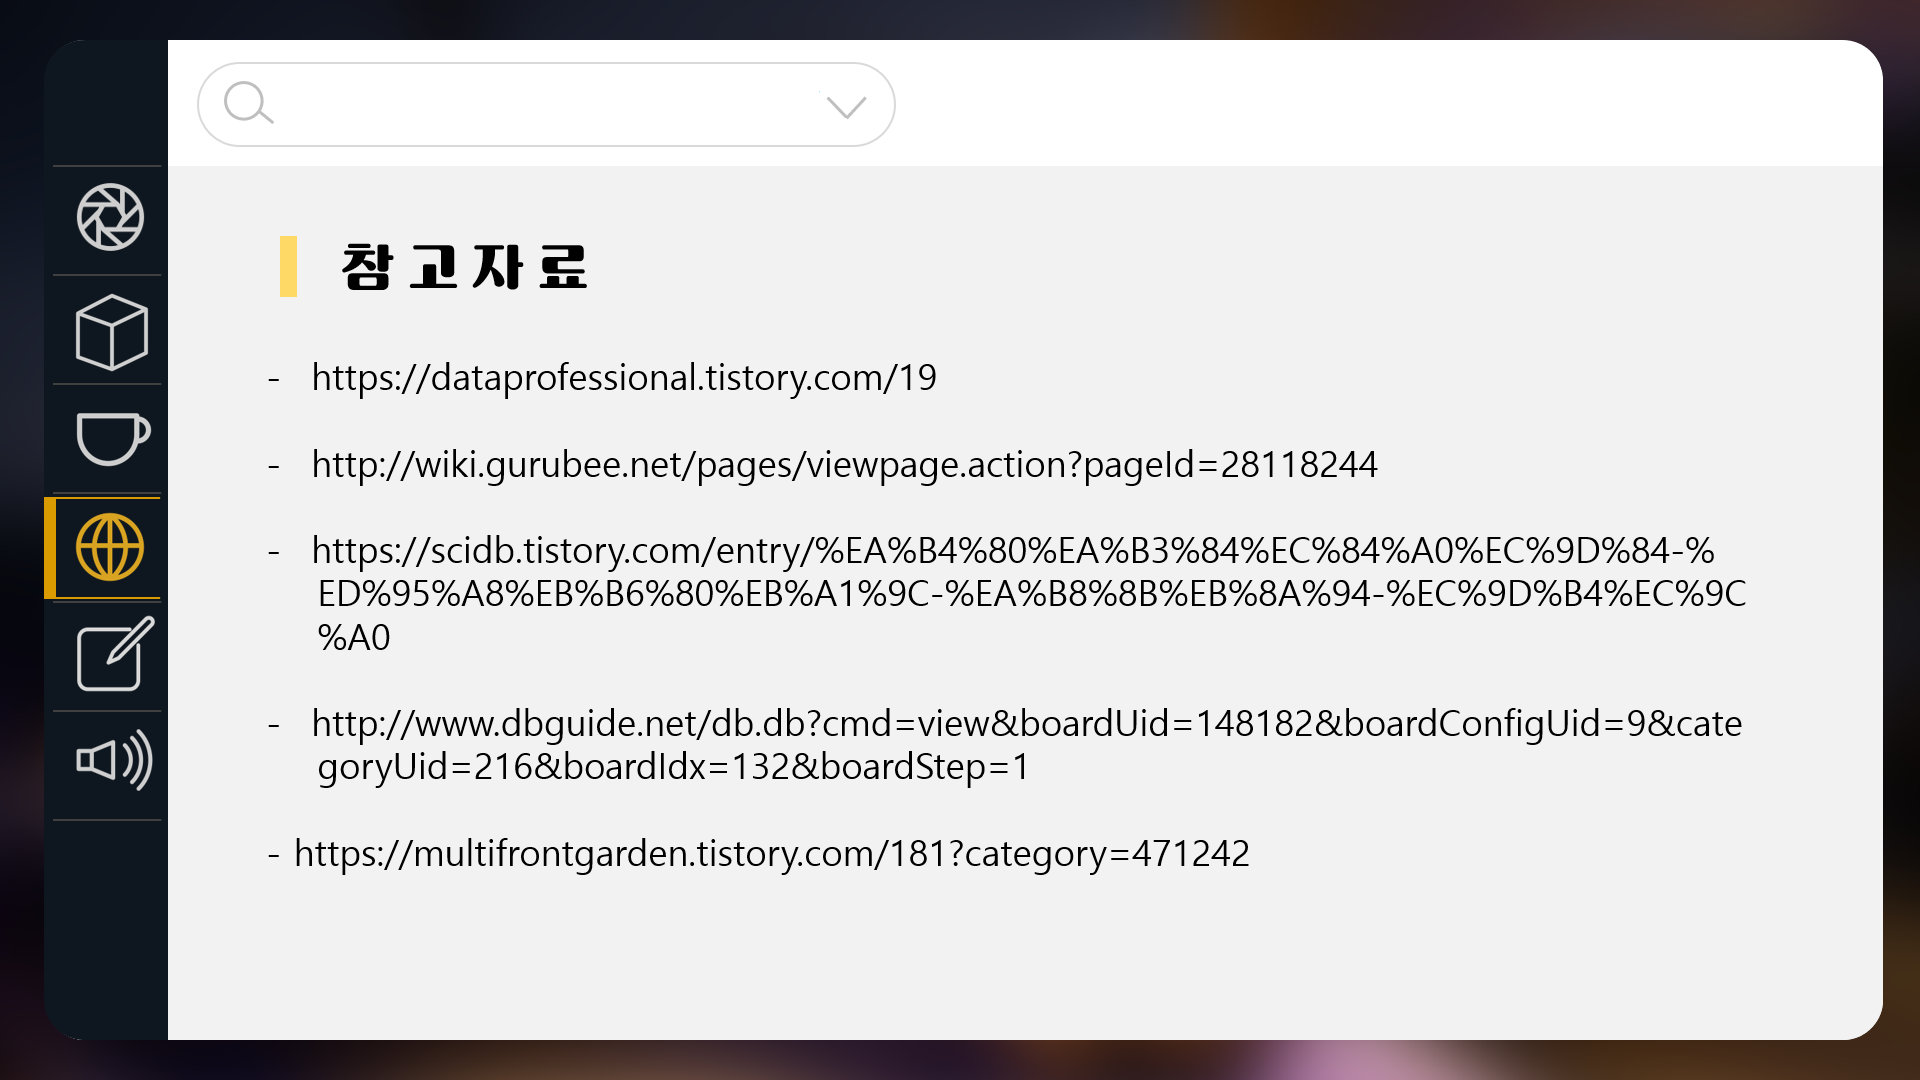 참고자료
- https://dataprofessional.tistory.com/19
- http://wiki.gurubee.net/pages/viewpage.action?pageId=28118244
- https://scidb.tistory.com/entry/%EA%B4%80%EA%B3%84%EC%84%A0%EC%9D%84-%
ED%95%A8%EB%B6%80%EB%A1%9C-%EA%B8%8B%EB%8A%94-%EC%9D%B4%EC%9C
%A0
- http://www.dbguide.net/db.db?cmd=view&boardUid=148182&boardConfigUid=9&cate
goryUid=216&boardIdx=132&boardStep=1
- https://multifrontgarden.tistory.com/181?category=471242